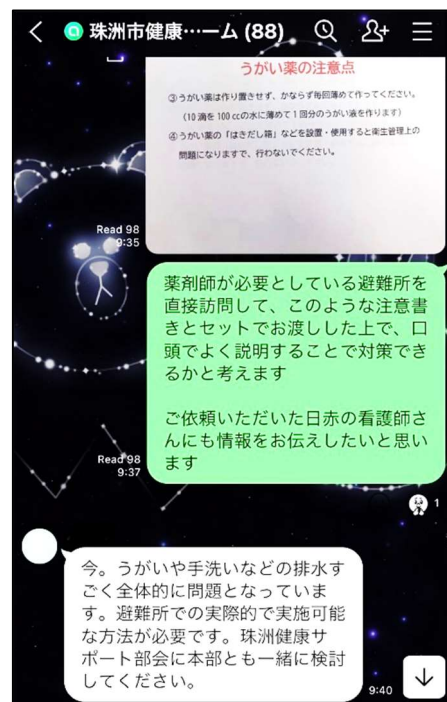 珠洲市健康…ーム (88)
うがい薬の注意点
③うがい薬は作り置きせず、かならず毎回薄めて作ってください。
（10 滴を 100 ccの水に薄めて 1 回分のうがい液を作ります）
④うがい薬の「はきだし箱」などを設置・使用すると衛生管理上の
問題になりますで、行わないでください。
Read 98
9:35
薬剤師が必要としている避難所を
直接訪問して、このような注意書
きとセットでお渡しした上で、口
頭でよく説明することで対策でき
るかと考えます
ご依頼いただいた日赤の看護師さ
んにも情報をお伝えしたいと思い
ます
Read 98
9:37
1
今。うがいや手洗いなどの排水す
ごく全体的に問題となっていま
す。避難所での実際的で実施可能
な方法が必要です。珠洲健康サ
ポート部会に本部とも一緒に検討
してください。
9:40